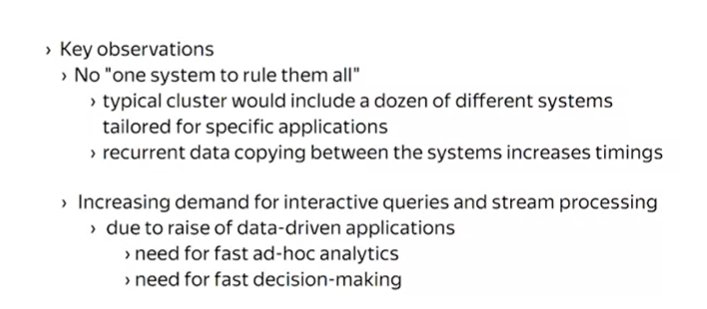 › Key observations
› No "one system to rule them all"
› typical cluster would include a dozen of different systems
tailored for specific applications
› recurrent data copying between the systems increases timings
› Increasing demand for interactive queries and stream processing
› due to raise of data-driven applications
› need for fast ad-hoc analytics
› need for fast decision-making